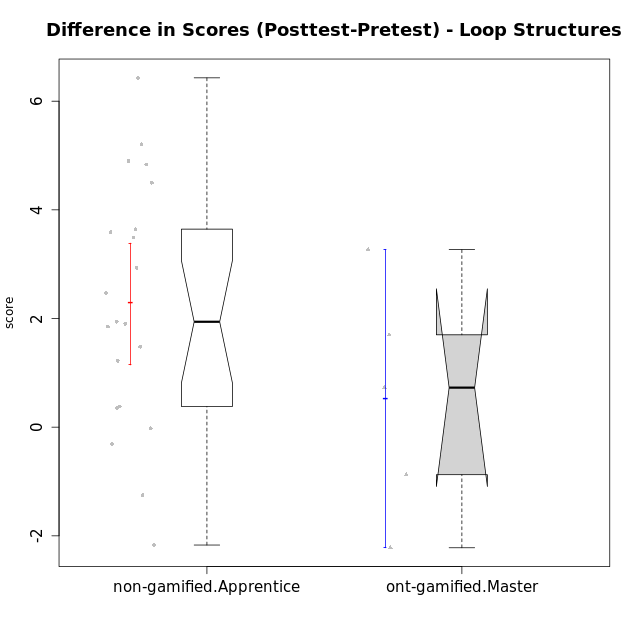 Difference in Scores (Posttest-Pretest) - Loop Structures
score
6
4
2
0
-2
non-gamified.Apprentice
ont-gamified.Master